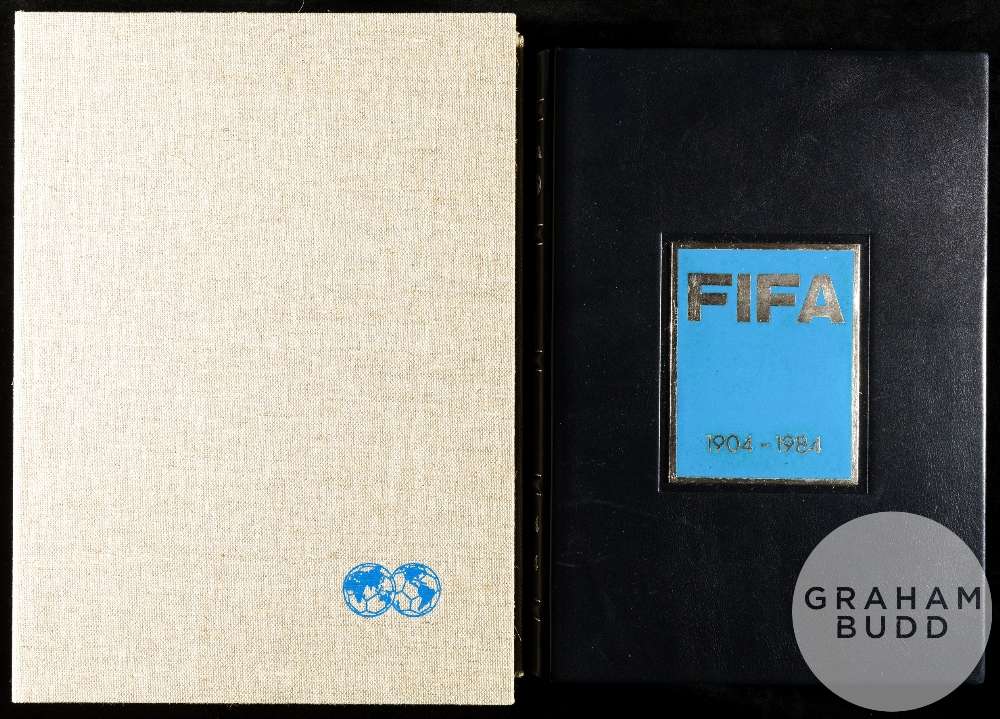 FIFA
1904 - 1984
GRAHAM
BUDD